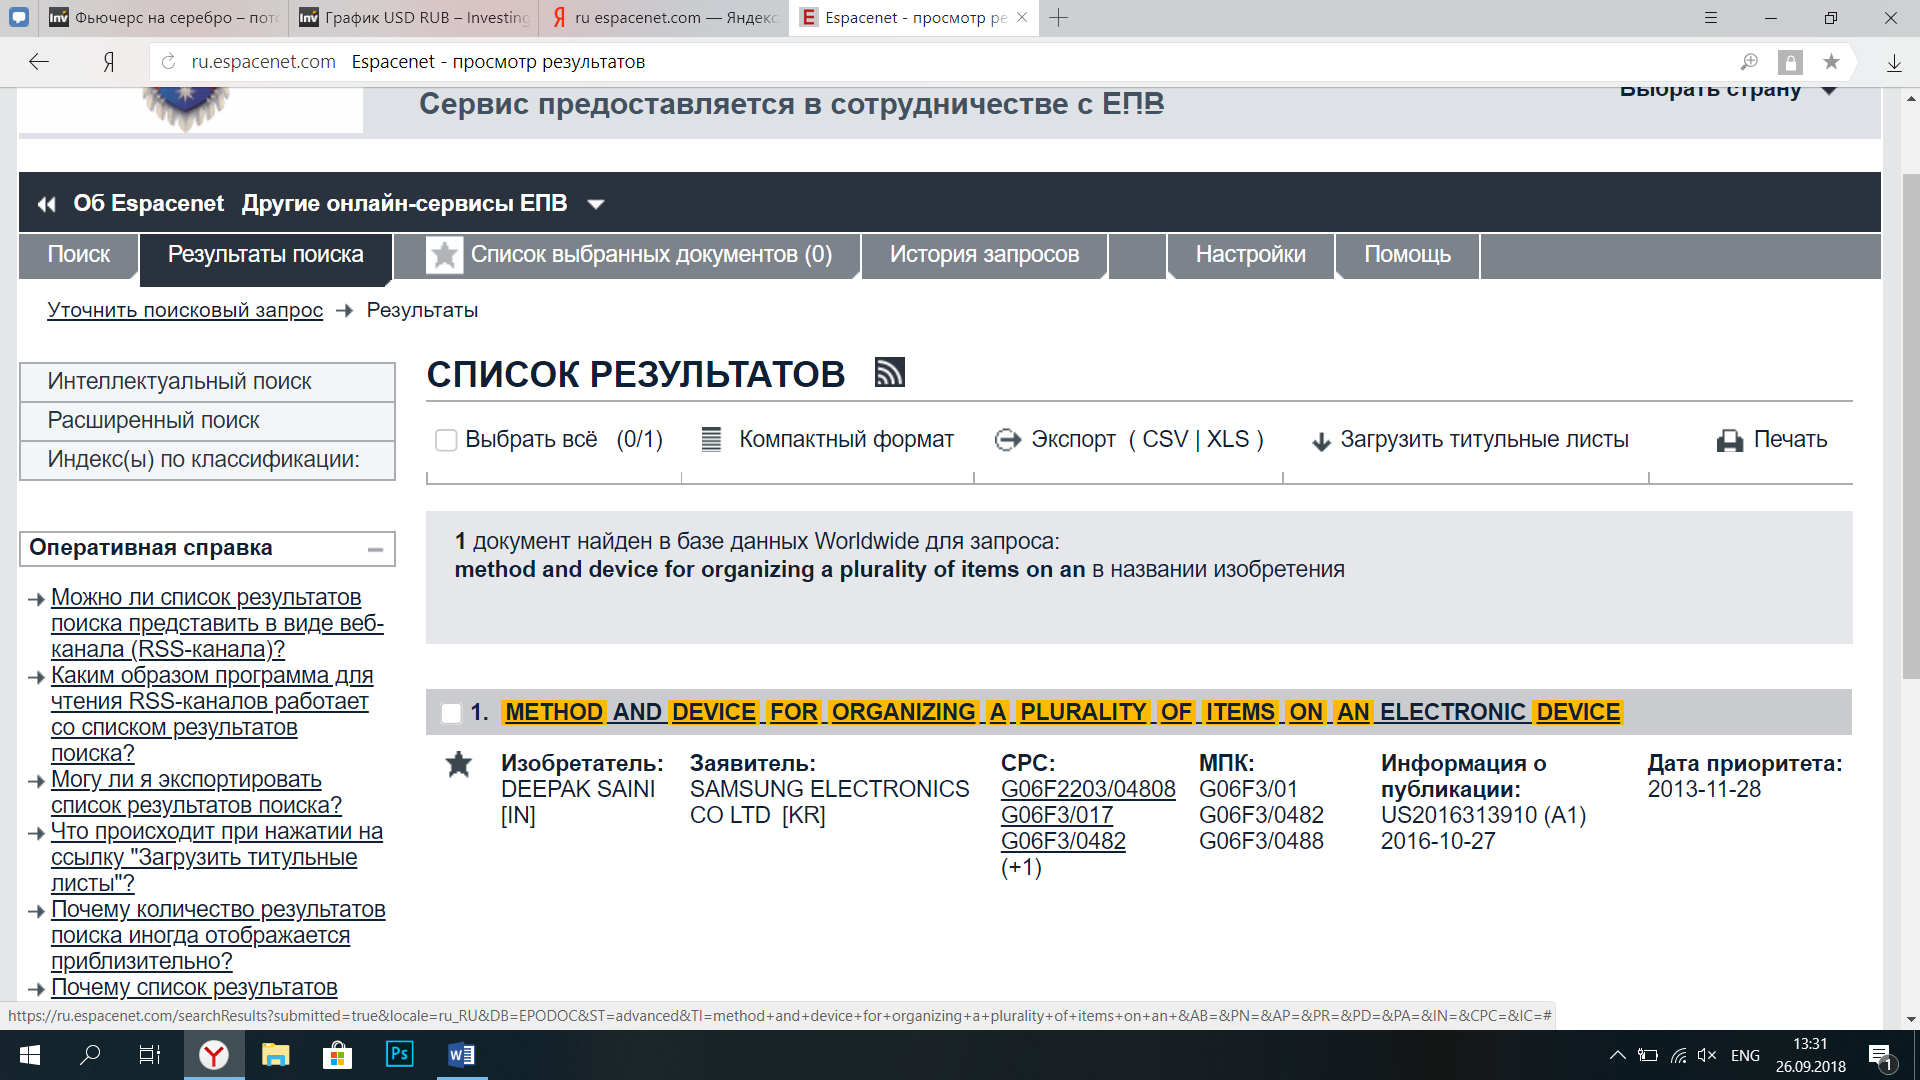 Фьючерс на серебро – пото
График USD RUB – Investing
ru espacenet.com — Яндекс
Espacenet - просмотр ре
ru.espacenet.com Espacenet - просмотр результатов
Сервис предоставляется в сотрудничестве с ЕПВ
Выбрать страну
Об Espacenet Другие онлайн-сервисы ЕПВ
Поиск Результаты поиска Список выбранных документов (0) История запросов Настройки Помощь
Уточнить поисковый запрос → Результаты
Интеллектуальный поиск
Расширенный поиск
Индекс(ы) по классификации:
Оперативная справка
Можно ли список результатов
поиска представить в виде веб-
канала (RSS-канала)?
Каким образом программа для
чтения RSS-каналов работает
со списком результатов
поиска?
Могу ли я экспортировать
список результатов поиска?
Что происходит при нажатии на
ссылку "Загрузить титульные
листы"?
Почему количество результатов
поиска иногда отображается
приблизительно?
Почему список результатов
СПИСОК РЕЗУЛЬТАТОВ
Выбрать всё (0/1) Компактный формат Экспорт ( CSV | XLS ) Загрузить титульные листы Печать
1 документ найден в базе данных Worldwide для запроса:
method and device for organizing a plurality of items on an в названии изобретения
1. METHOD AND DEVICE FOR ORGANIZING A PLURALITY OF ITEMS ON AN ELECTRONIC DEVICE
Изобретатель:
DEEPAK SAINI
[IN]
Заявитель:
SAMSUNG ELECTRONICS
CO LTD [KR]
CPC:
G06F2203/04808
G06F3/017
G06F3/0482
(+1)
МПК:
G06F3/01
G06F3/0482
G06F3/0488
Информация о
публикации:
US2016313910 (A1)
2016-10-27
Дата приоритета:
2013-11-28
https://ru.espacenet.com/searchResults?submitted=true&locale=ru_RU&DB=EPODOC&ST=advanced&TI=method+and+device+for+organizing+a+plurality+of+items+on+an+&AB=&PN=&AP=&PR=&PD=&PA=&IN=&CPC=&IC=#
Ps
ENG
13:31
26.09.2018
1